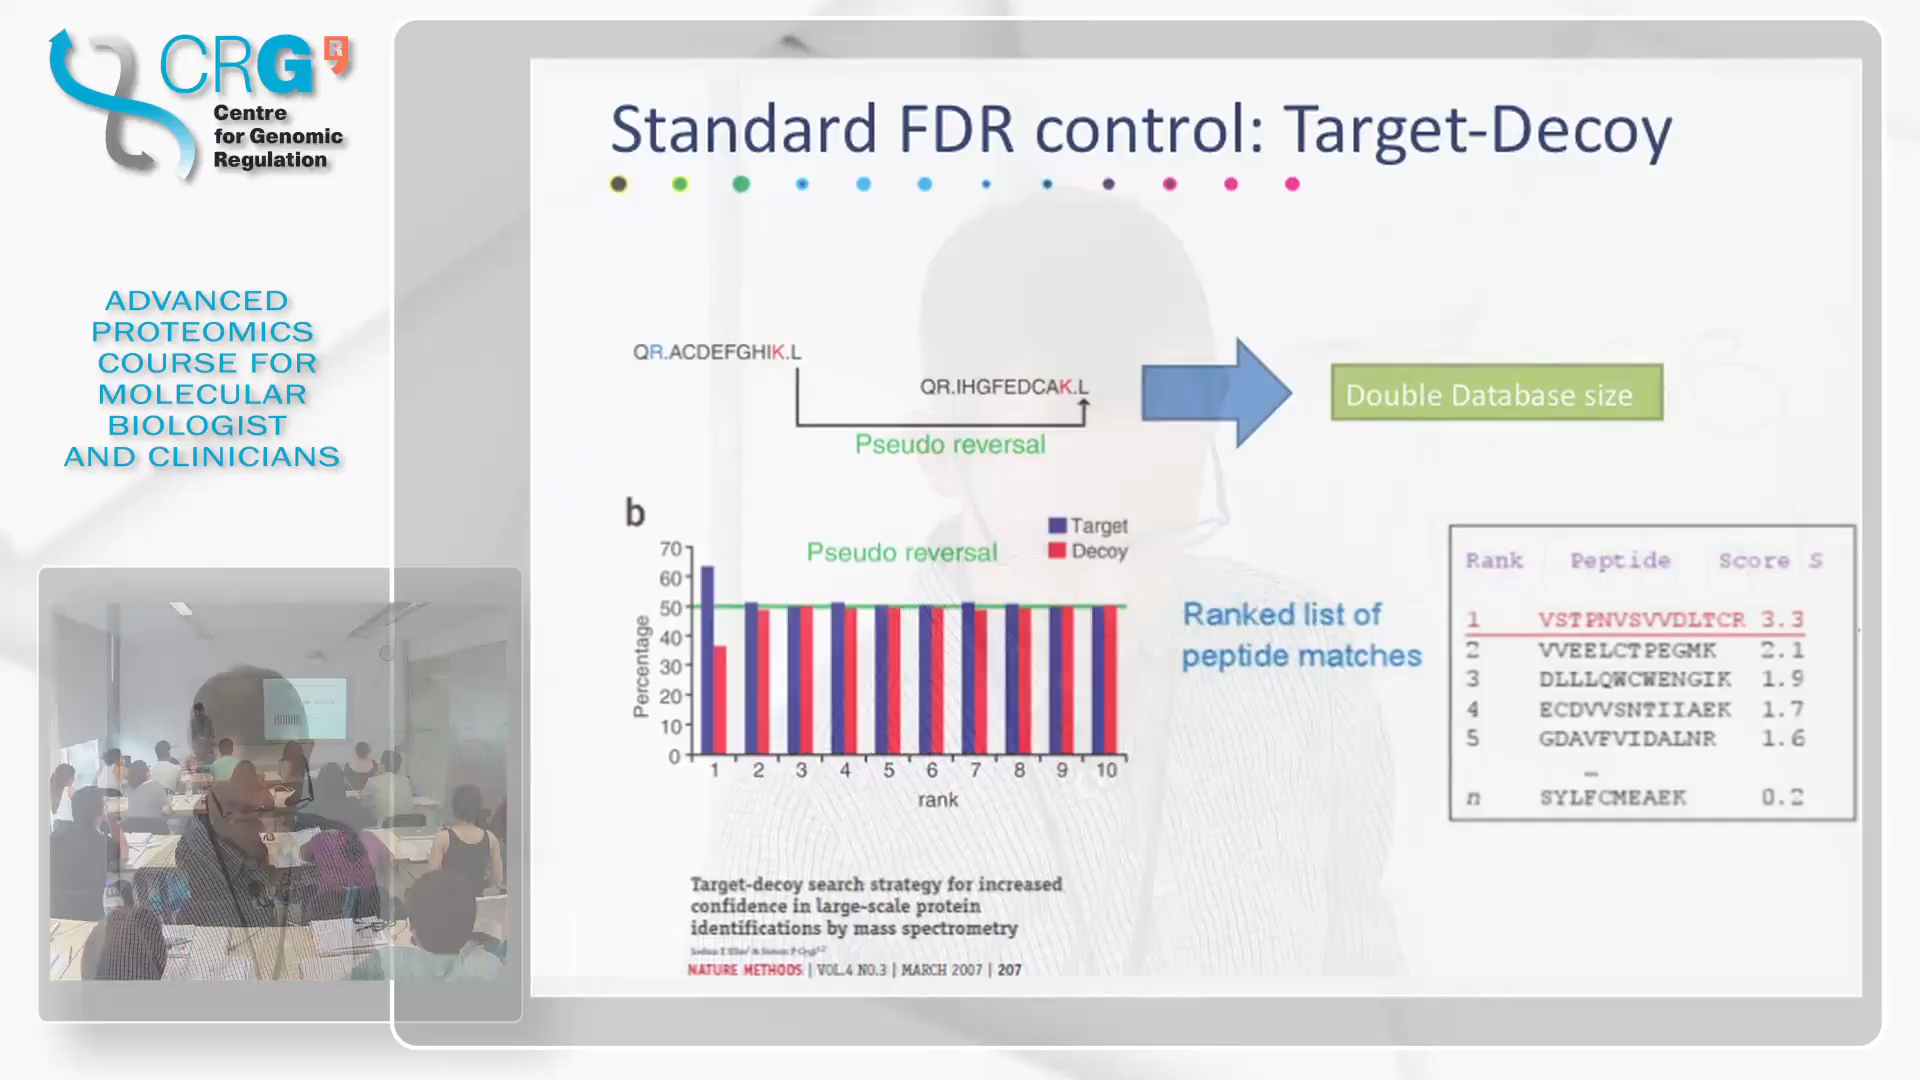 CRG
R
Centre
for Genomic
Regulation
ADVANCED
PROTEOMICS
COURSE FOR
MOLECULAR
BIOLOGIST
AND CLINICIANS
Standard FDR control: Target-Decoy
QR.ACDEFGHIK.L
QR.IHGFEDCAK.L
Pseudo reversal
Double Database size
b
Target
Decoy
Pseudo reversal
Percentage
70
60
50
40
30
20
10
0
1 2 3 4 5 6 7 8 9 10
rank
Ranked list of
peptide matches
Rank Peptide Score S
1 VSTPNVSVVDLTCR 3.3
2 VVEELCTPEGMK 2.1
3 DLLLQWCWENGIK 1.9
4 ECDVVSNTIIAEK 1.7
5 GDAVFVIDALNR 1.6
…
n SYLFCMEAEK 0.2
Target-decoy search strategy for increased
confidence in large-scale protein
identifications by mass spectrometry
NATURE METHODS | VOL.4 NO.3 | MARCH 2007 | 207